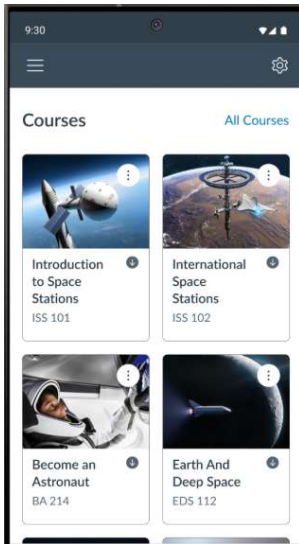 9:30
Courses
All Courses
Introduction
to Space
Stations
ISS 101
International
Space
Stations
ISS 102
Become an
Astronaut
BA 214
Earth And
Deep Space
EDS 112